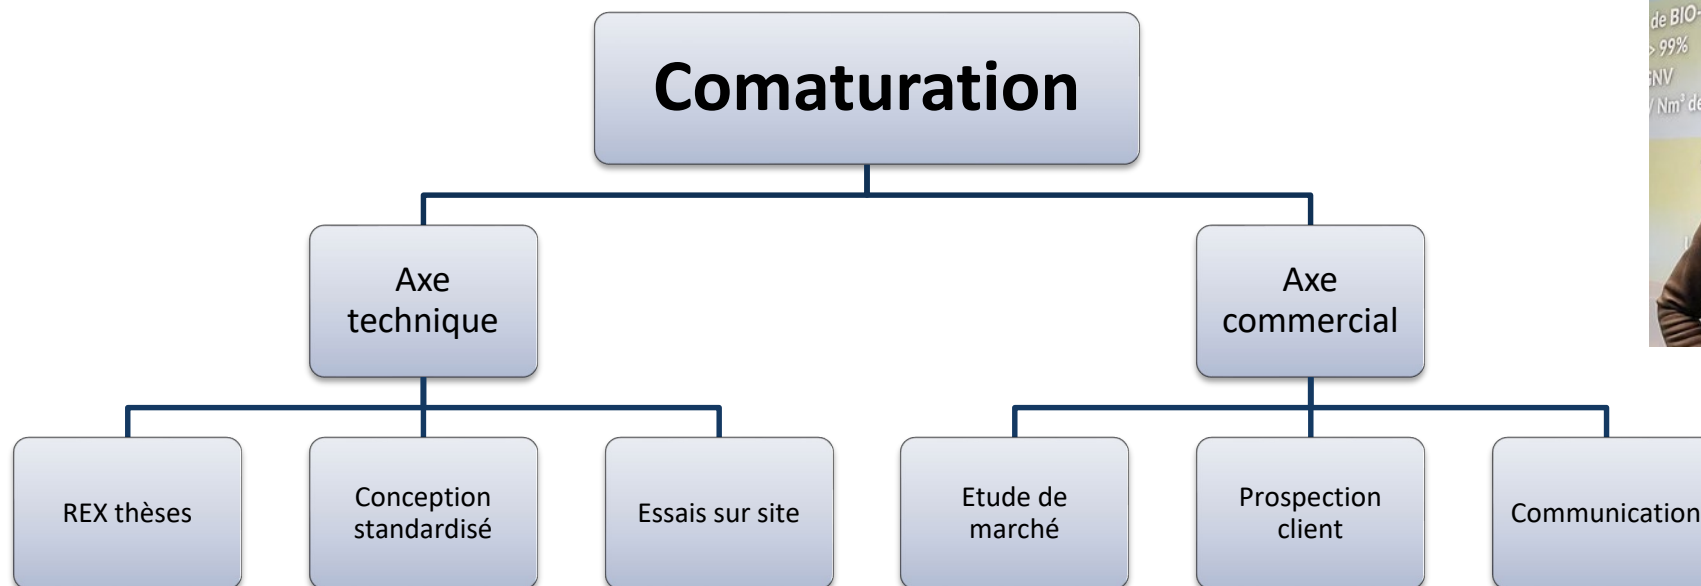 de BIO-
> 99%
GNV
/ Nm³ de
Comaturation
Axe
technique
Axe
commercial
REX thèses
Conception
standardisé
Essais sur site
Etude de
marché
Prospection
client
Communication